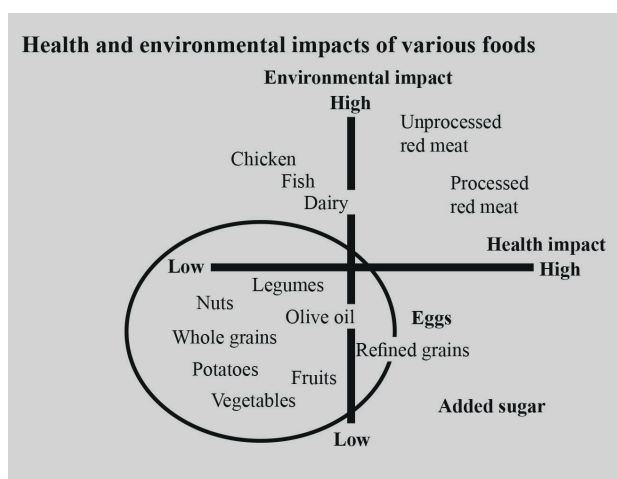 Health and environmental impacts of various foods
Environmental impact
High
Unprocessed
red meat
Chicken
Fish
Dairy
Processed
red meat
Health impact
Low
High
Legumes
Nuts
Olive oil
Eggs
Whole grains
Refined grains
Potatoes
Fruits
Vegetables
Added sugar
Low